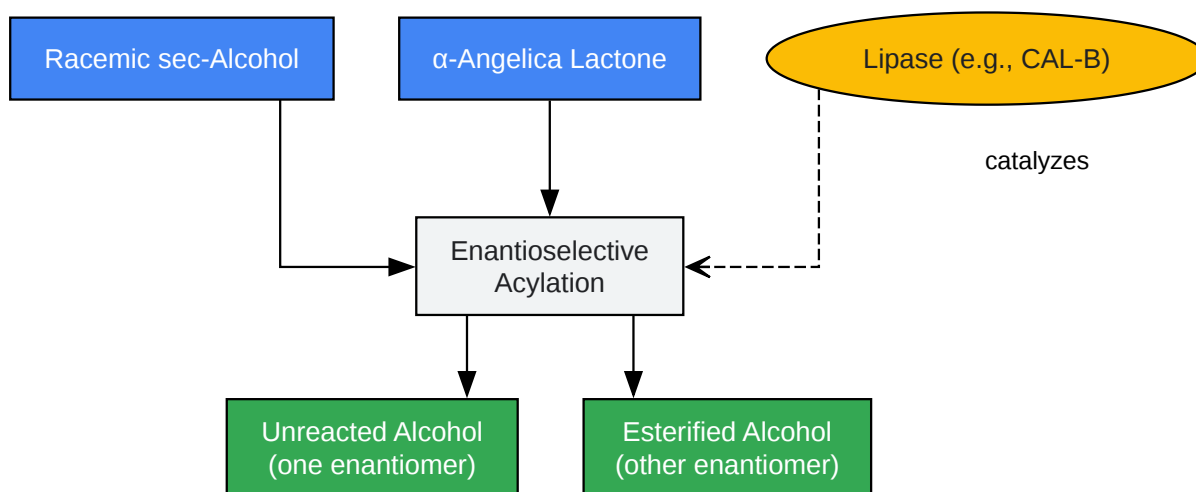 Racemic sec-Alcohol
α-Angelica Lactone
Lipase (e.g., CAL-B)
catalyzes
Enantioselective
Acylation
Unreacted Alcohol
(one enantiomer)
Esterified Alcohol
(other enantiomer)